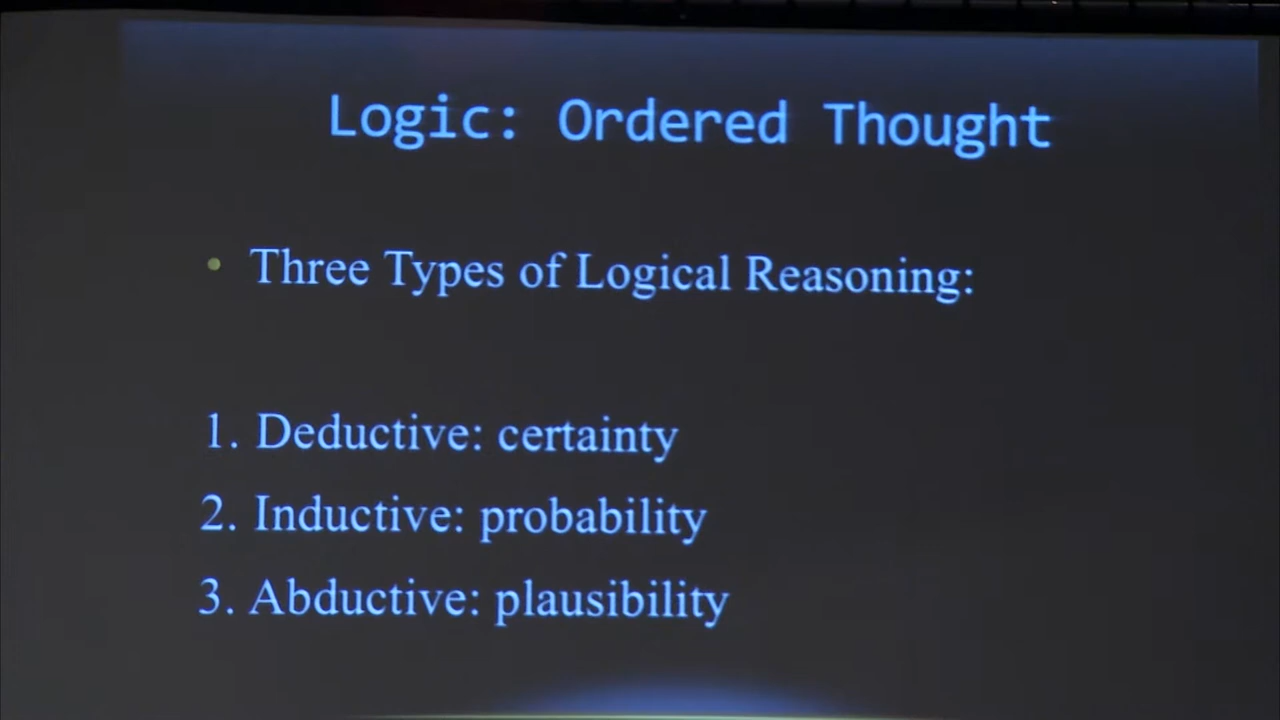 Logic: Ordered Thought
• Three Types of Logical Reasoning:
1. Deductive: certainty
2. Inductive: probability
3. Abductive: plausibility